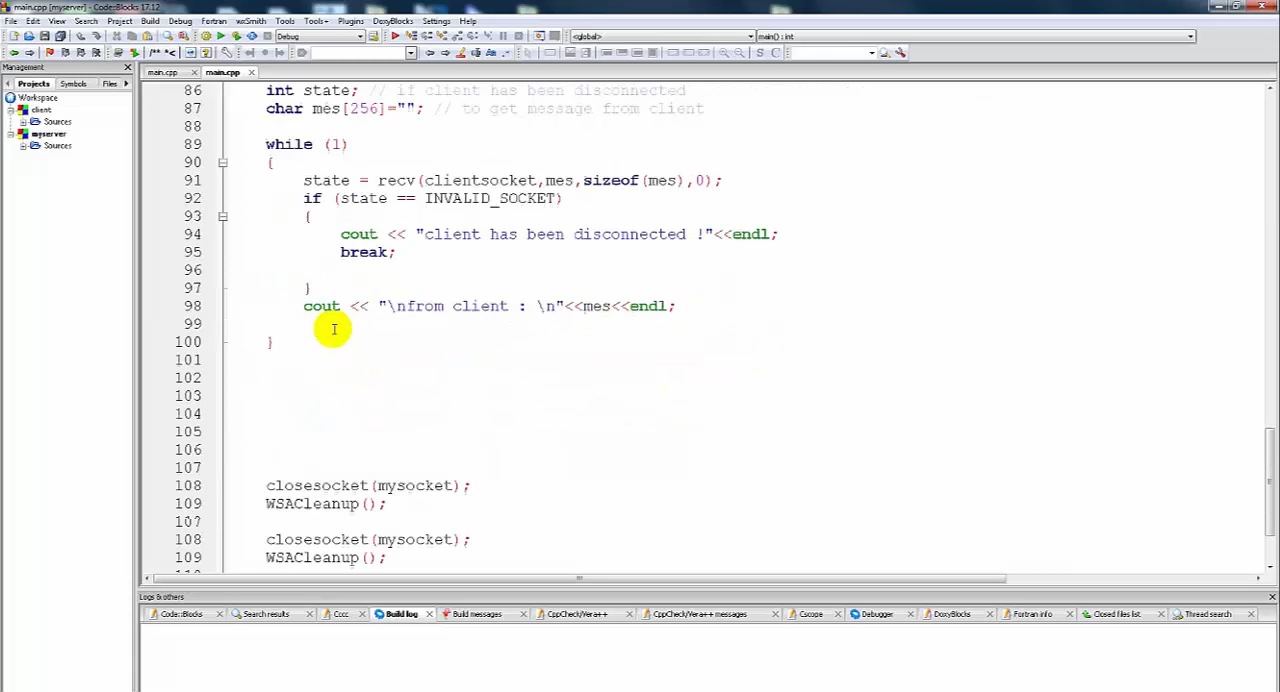 main.cpp [myserver] - Code::Blocks 17.12
File Edit View Search Project Build Debug Fortran wxSmith Tools Tools+ Plugins DoxyBlocks Settings Help
Debug
<global> main() : int
Management
main.cpp main.cpp
Projects Symbols Files
Workspace
client
Sources
myserver
Sources
86 int state; // if client has been disconnected
87 char mes[256]=""; // to get message from client
88
89 while (1)
90 {
91 state = recv(clientsocket,mes,sizeof(mes),0);
92 if (state == INVALID_SOCKET)
93 {
94 cout << "client has been disconnected !"<<endl;
95 break;
96
97 }
98 cout << "\nfrom client : \n"<<mes<<endl;
99
100 }
101
102
103
104
105
106
107
108 closesocket(mysocket);
109 WSACleanup();
10?
108 closesocket(mysocket);
109 WSACleanup();
Logs & others
Code::Blocks Search results Cccc Build log Build messages CppCheck/Vera++ CppCheck/Vera++ messages Cscope Debugger DoxyBlocks Fortran info Closed files list Thread search